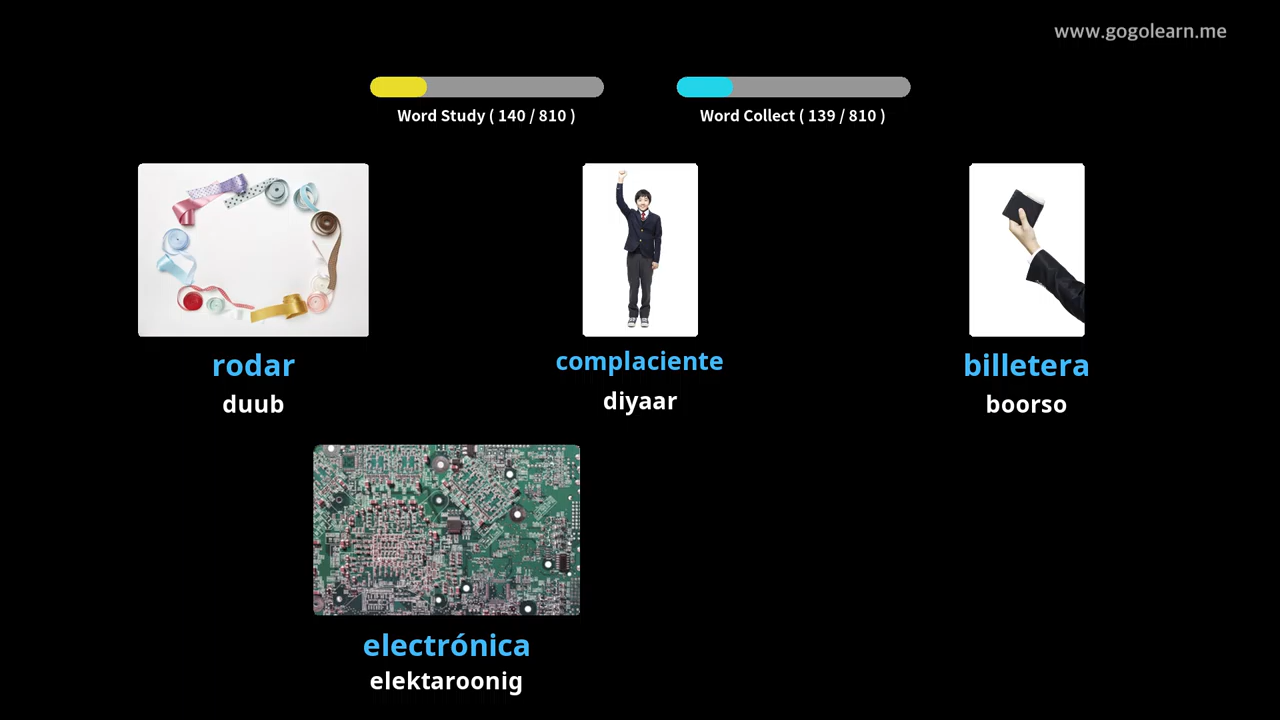 www.gogolearn.me
Word Study ( 140 / 810 )
Word Collect ( 139 / 810 )
rodar
duub
complaciente
diyaar
billetera
boorso
electrónica
elektaroonig